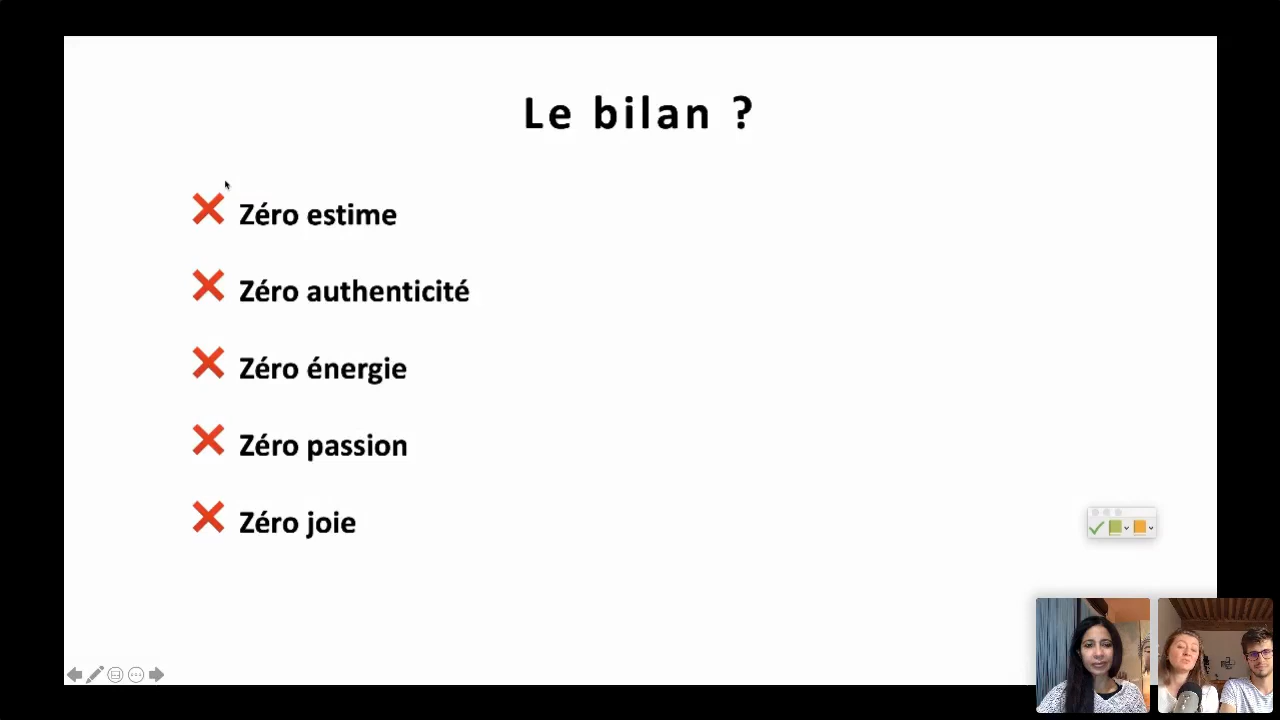 Le bilan ?
Zéro estime
Zéro authenticité
Zéro énergie
Zéro passion
Zéro joie